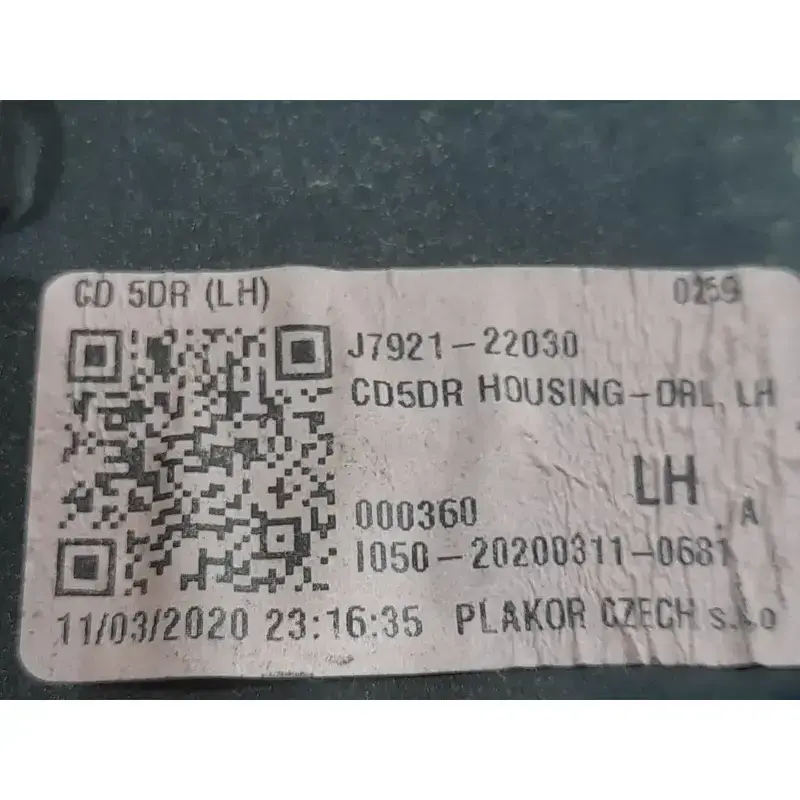 CD 5DR (LH) 0259
J7921-22030
CD5DR HOUSING-DRL, LH
LH
000360 A
I050-20200311-0681
11/03/2020 23:16:35 PLAKOR CZECH s.r.o